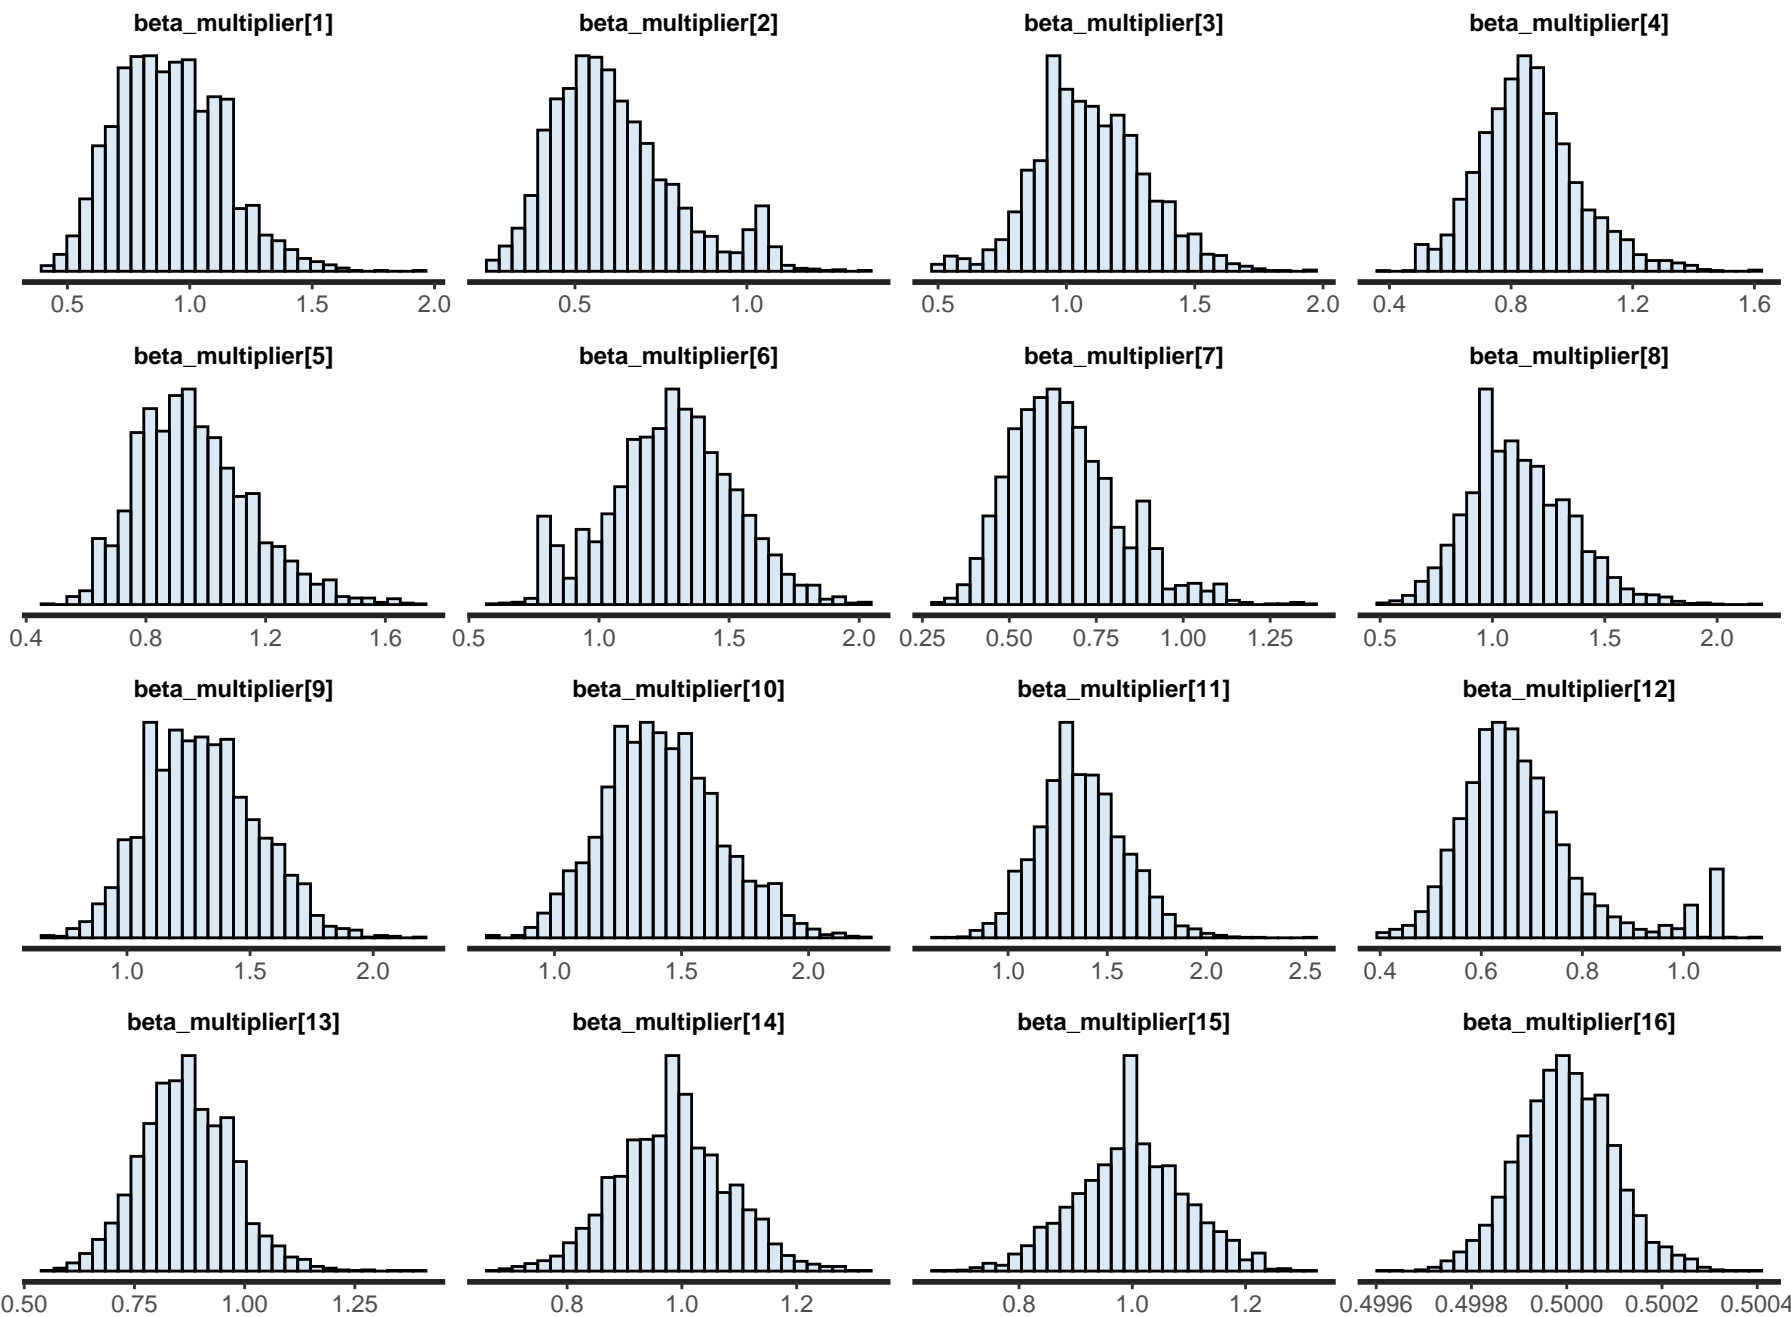 beta_multiplier[1] beta_multiplier[2] beta_multiplier[3] beta_multiplier[4]
0.5 1.0 1.5 2.0 0.5 1.0 0.5 1.0 1.5 2.0 0.4 0.8 1.2 1.6
beta_multiplier[5] beta_multiplier[6] beta_multiplier[7] beta_multiplier[8]
0.4 0.8 1.2 1.6 0.5 1.0 1.5 2.0 0.25 0.50 0.75 1.00 1.25 0.5 1.0 1.5 2.0
beta_multiplier[9] beta_multiplier[10] beta_multiplier[11] beta_multiplier[12]
1.0 1.5 2.0 1.0 1.5 2.0 1.0 1.5 2.0 2.5 0.4 0.6 0.8 1.0
beta_multiplier[13] beta_multiplier[14] beta_multiplier[15] beta_multiplier[16]
0.50 0.75 1.00 1.25 0.8 1.0 1.2 0.8 1.0 1.2 0.4996 0.4998 0.5000 0.5002 0.5004